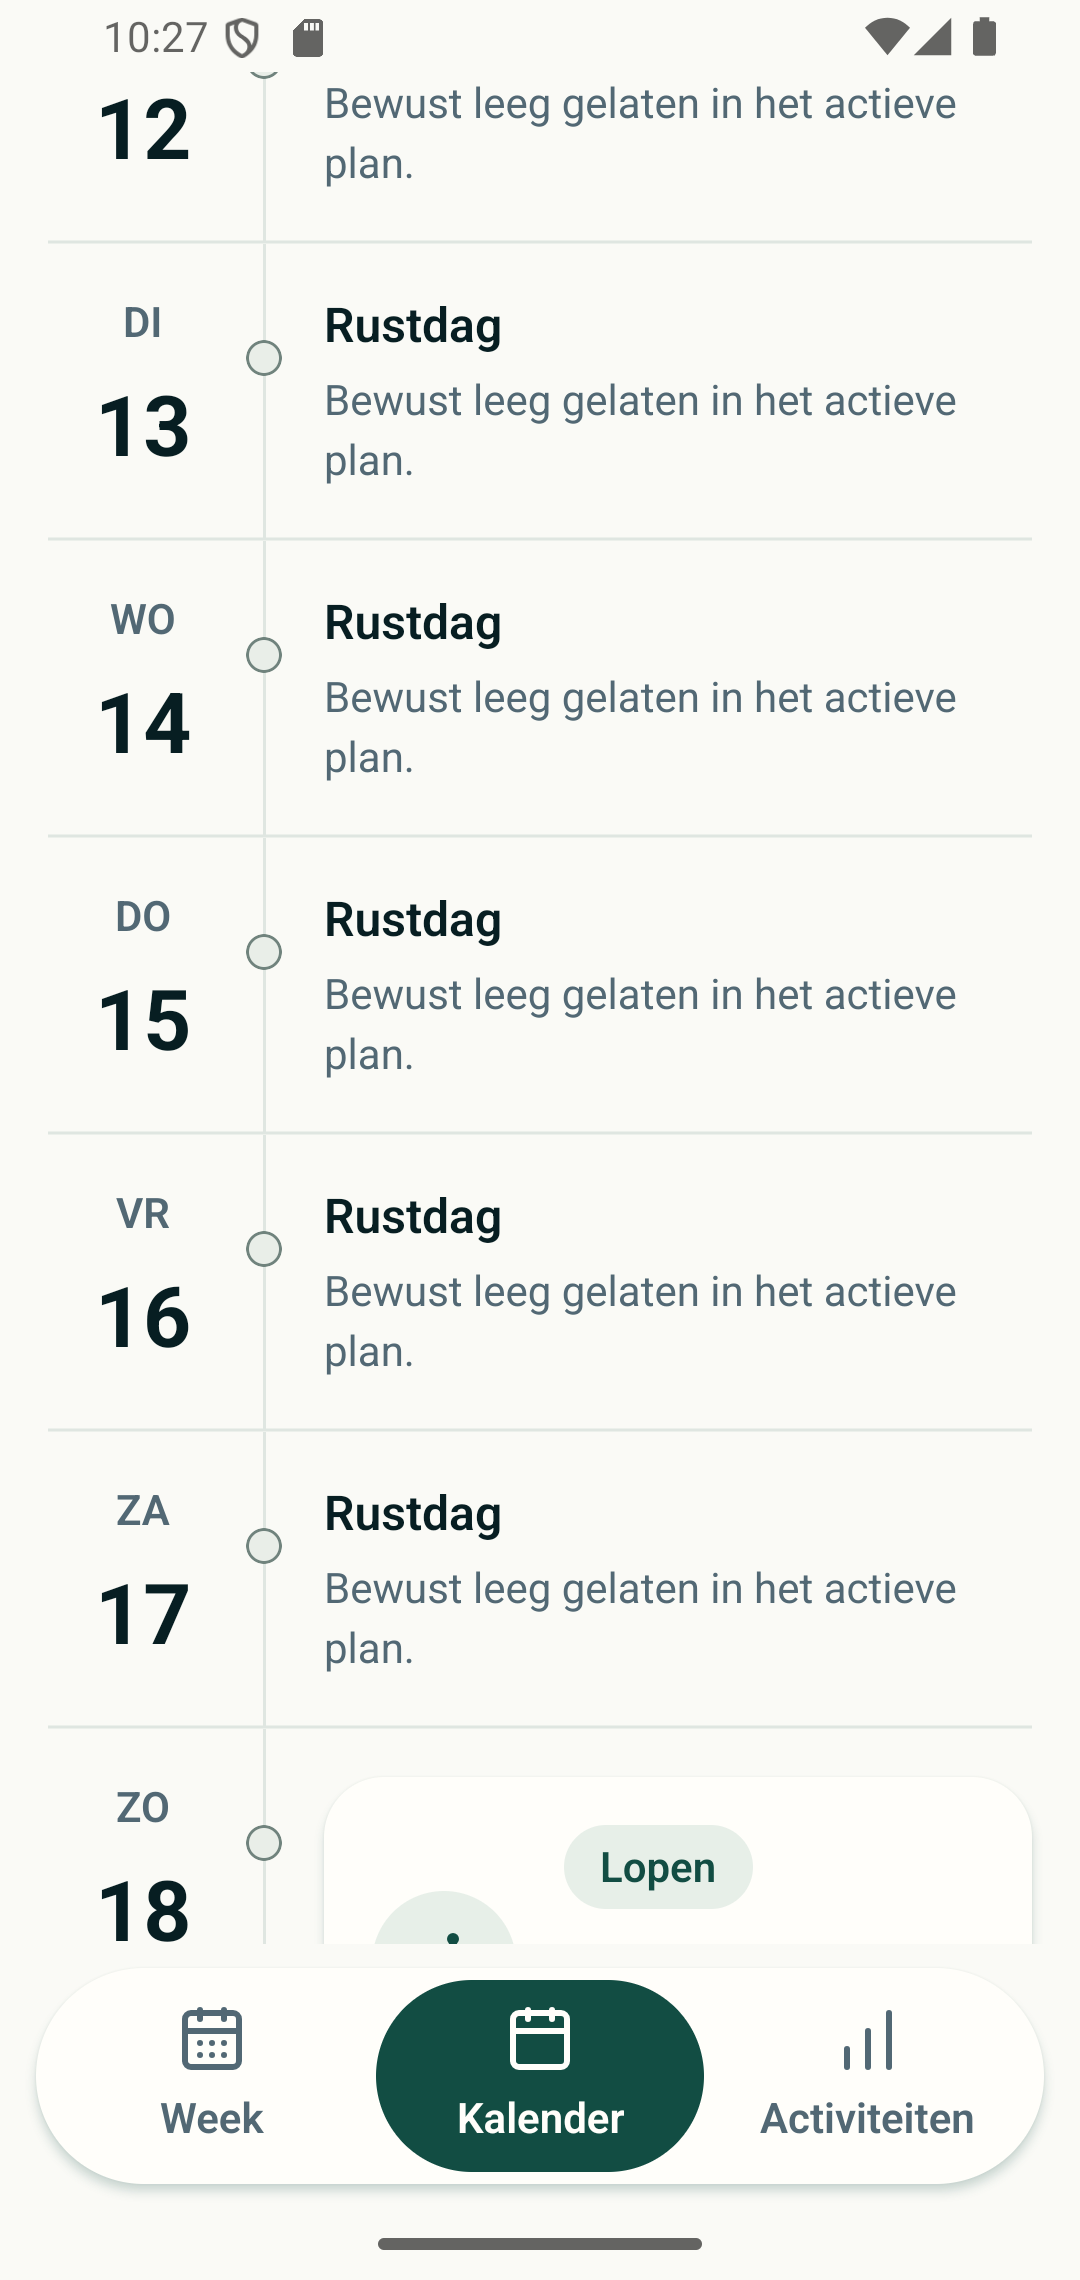 10:27
12
Bewust leeg gelaten in het actieve
plan.
DI
13
Rustdag
Bewust leeg gelaten in het actieve
plan.
WO
14
Rustdag
Bewust leeg gelaten in het actieve
plan.
DO
15
Rustdag
Bewust leeg gelaten in het actieve
plan.
VR
16
Rustdag
Bewust leeg gelaten in het actieve
plan.
ZA
17
Rustdag
Bewust leeg gelaten in het actieve
plan.
ZO
18
Lopen
Week
Kalender
Activiteiten